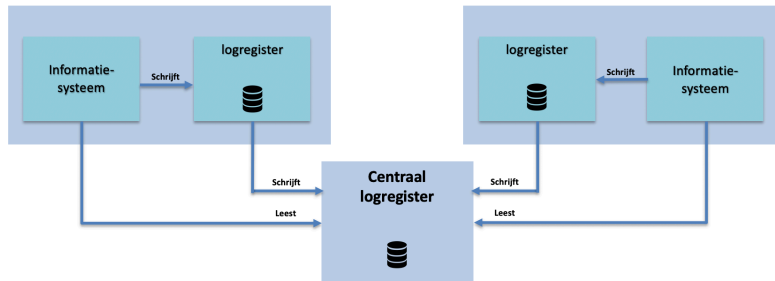 Informatie-
systeem
Schrijft
logregister
logregister
Schrijft
Informatie-
systeem
Schrijft
Centraal
logregister
Schrijft
Leest
Leest